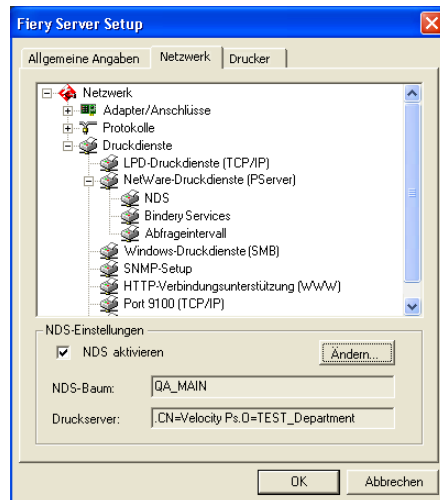 Fiery Server Setup
Allgemeine Angaben Netzwerk Drucker
Netzwerk
Adapter/Anschlüsse
Protokolle
Druckdienste
LPD-Druckdienste (TCP/IP)
NetWare-Druckdienste (PServer)
NDS
Bindery Services
Abfrageintervall
Windows-Druckdienste (SMB)
SNMP-Setup
HTTP-Verbindungsunterstützung (WWW)
Port 9100 (TCP/IP)
NDS-Einstellungen
NDS aktivieren Ändern...
NDS-Baum: QA_MAIN
Druckserver: .CN=Velocity Ps.O=TEST_Department
OK Abbrechen